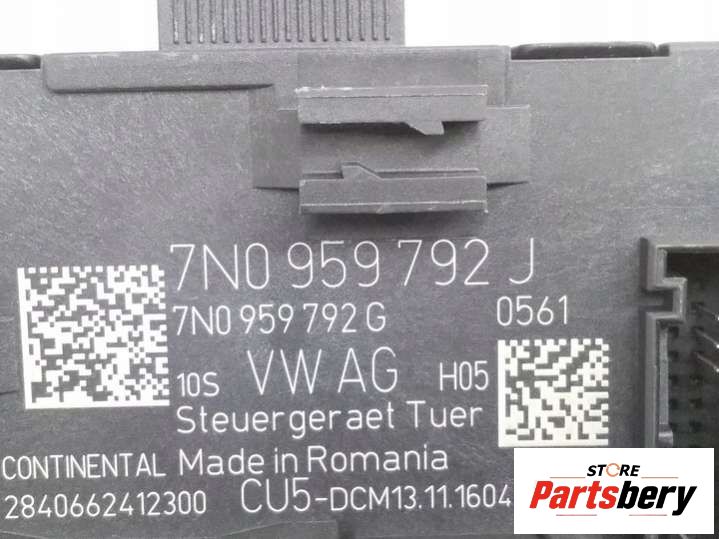 7N0 959 792 J
7N0 959 792 G 0561
10S VW AG H05
Steuergeraet Tuer
CONTINENTAL Made in Romania
2840662412300 CU5-DCM13.11.1604
STORE
Partsbery